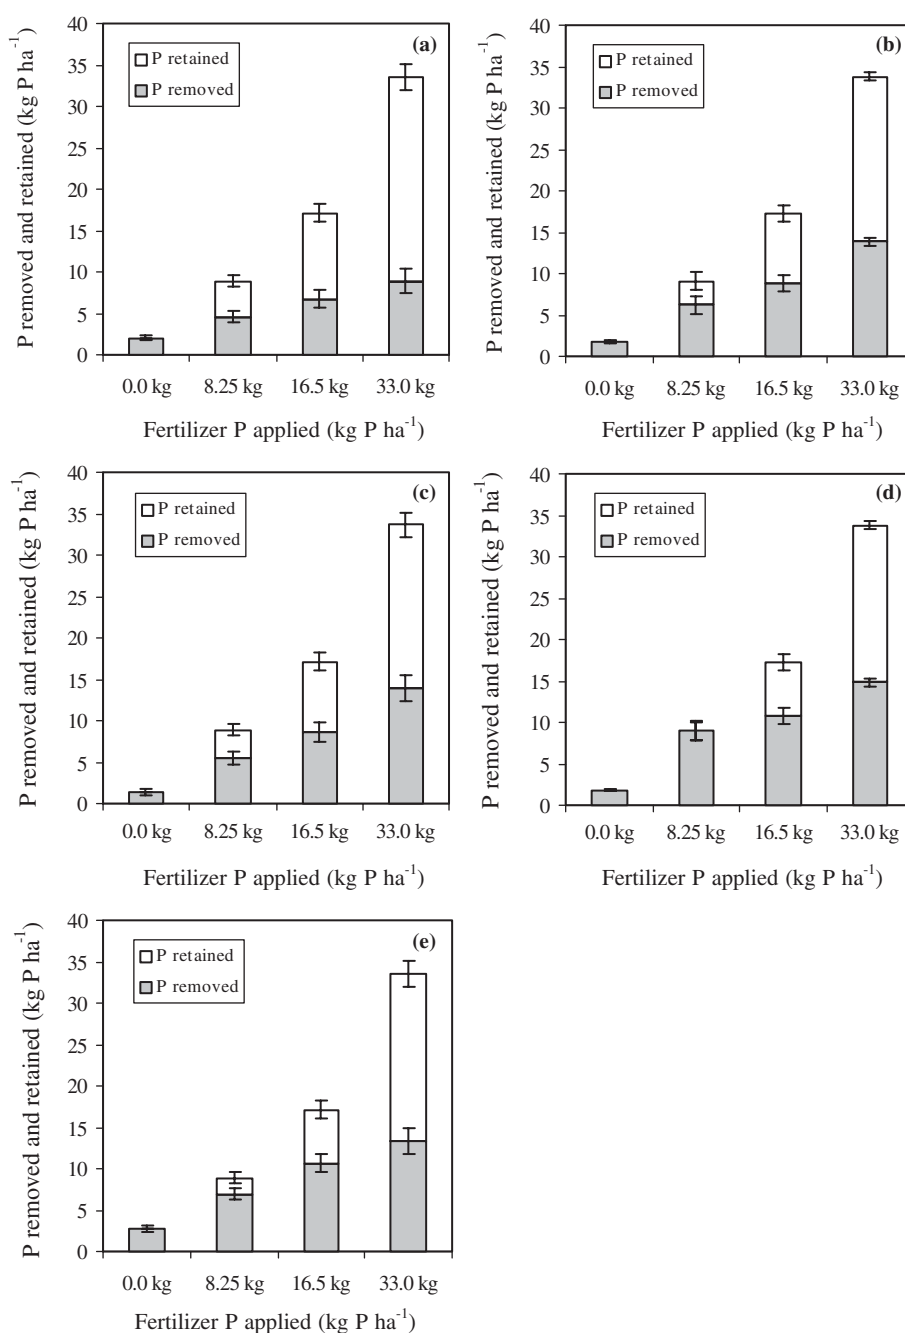 (a)
P retained
P removed
P removed and retained (kg P ha-1)
40
35
30
25
20
15
10
5
0
0.0 kg 8.25 kg 16.5 kg 33.0 kg
Fertilizer P applied (kg P ha-1)
(b)
P retained
P removed
P removed and retained (kg P ha-1)
40
35
30
25
20
15
10
5
0
0.0 kg 8.25 kg 16.5 kg 33.0 kg
Fertilizer P applied (kg P ha-1)
(c)
P retained
P removed
P removed and retained (kg P ha-1)
40
35
30
25
20
15
10
5
0
0.0 kg 8.25 kg 16.5 kg 33.0 kg
Fertilizer P applied (kg P ha-1)
(d)
P retained
P removed
P removed and retained (kg P ha-1)
40
35
30
25
20
15
10
5
0
0.0 kg 8.25 kg 16.5 kg 33.0 kg
Fertilizer P applied (kg P ha-1)
(e)
P retained
P removed
P removed and retained (kg P ha-1)
40
35
30
25
20
15
10
5
0
0.0 kg 8.25 kg 16.5 kg 33.0 kg
Fertilizer P applied (kg P ha-1)